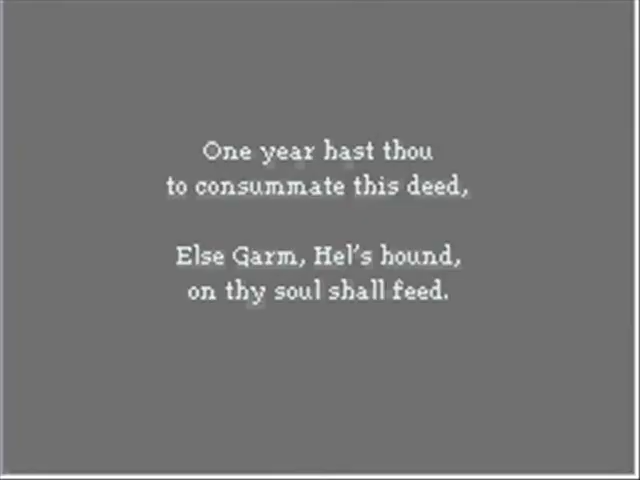 One year hast thou
to consummate this deed,
Else Garm, Hel's hound,
on thy soul shall feed.